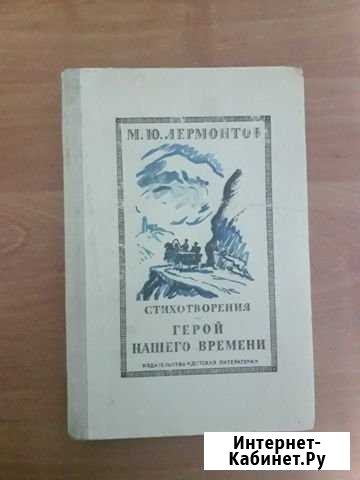 М. Ю. ЛЕРМОНТОВ
СТИХОТВОРЕНИЯ
ГЕРОЙ
НАШЕГО ВРЕМЕНИ
ИЗДАТЕЛЬСТВО «ДЕТСКАЯ ЛИТЕРАТУРА»
Интернет-
Кабинет.Ру